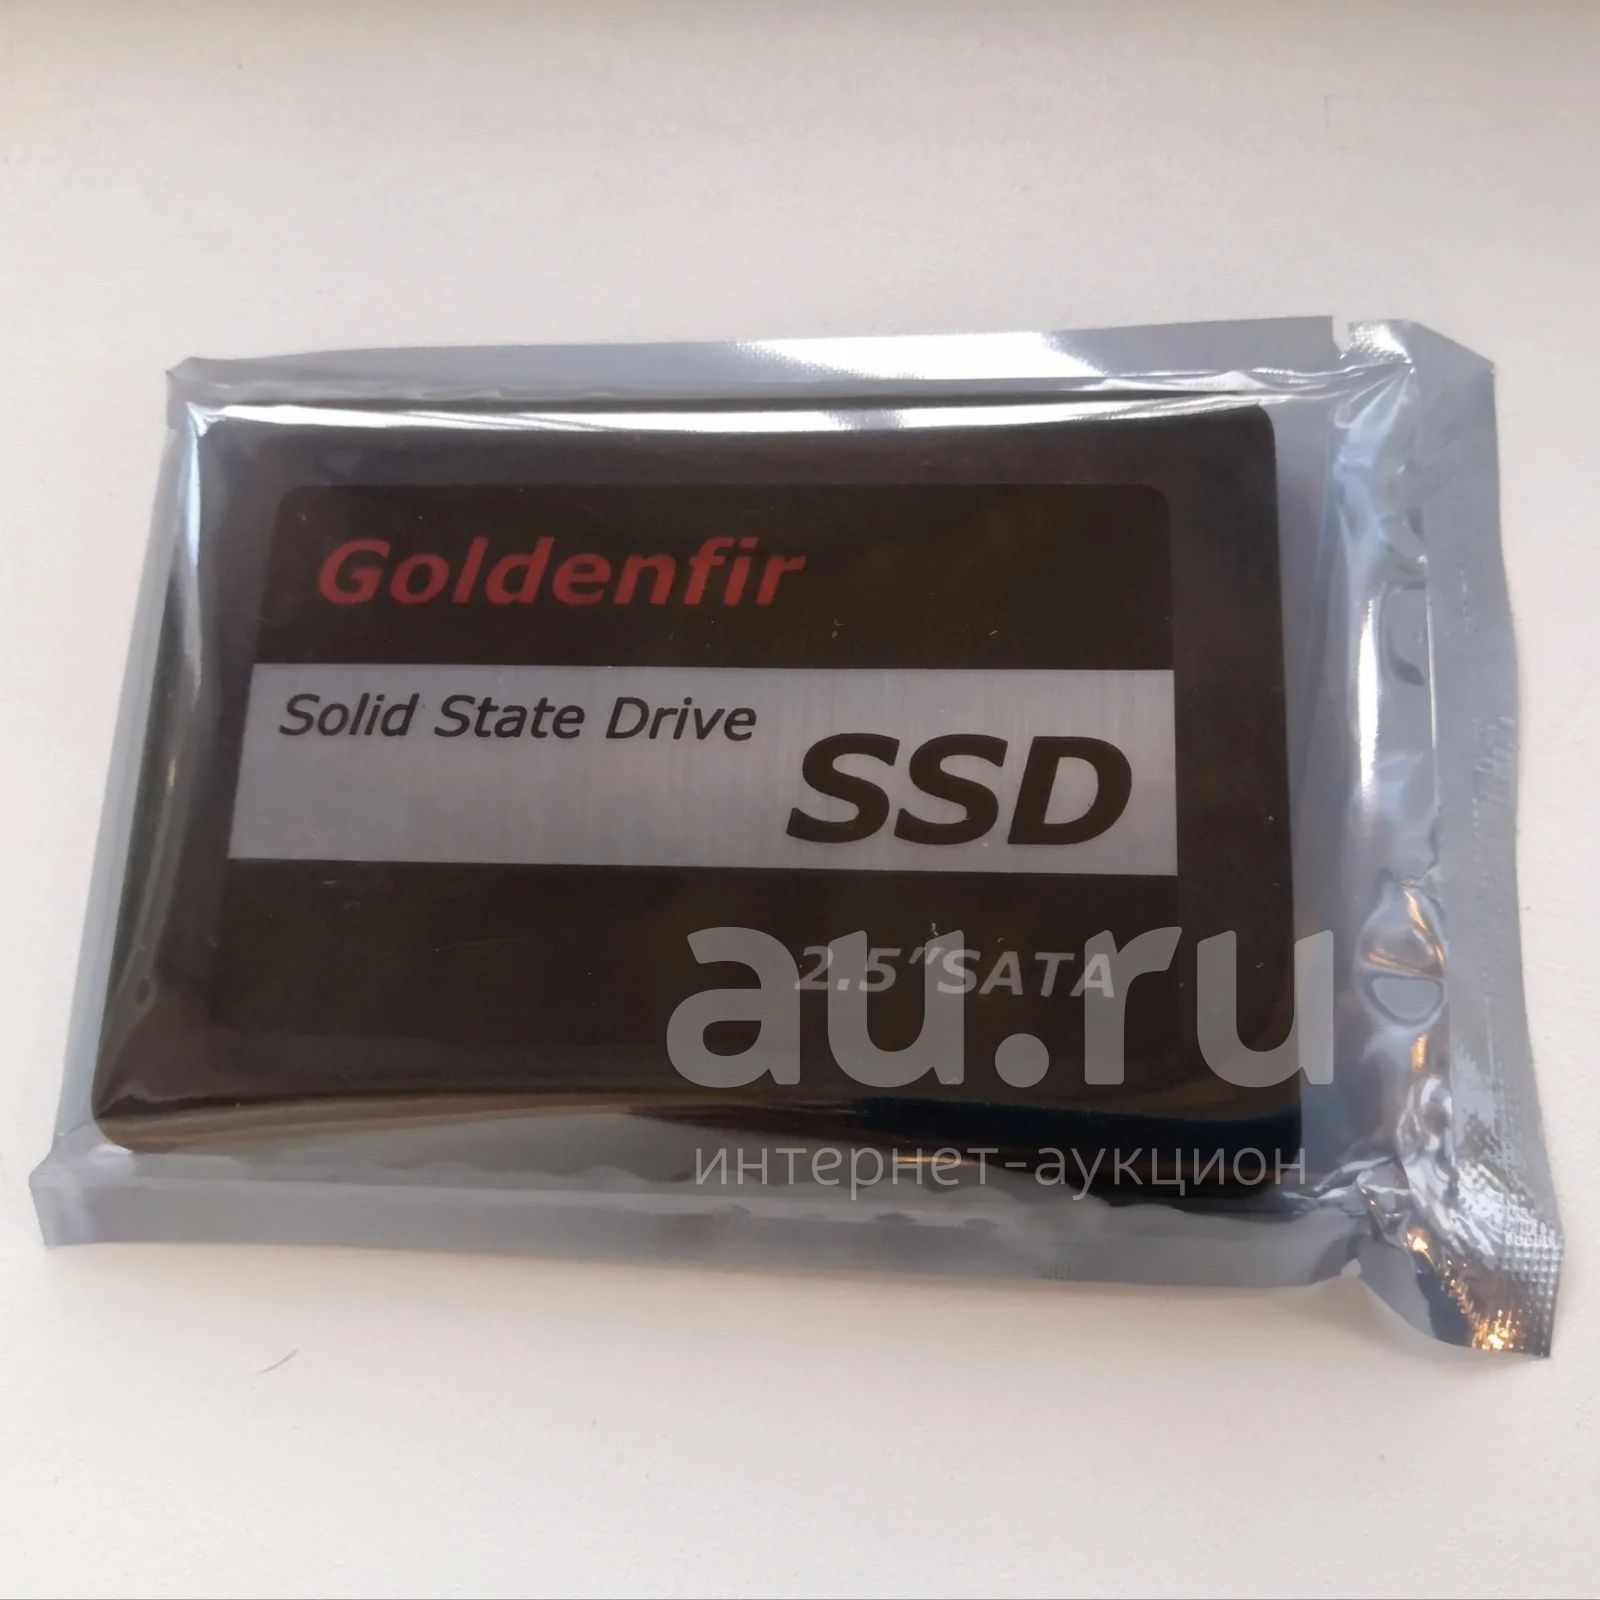 Goldenfir
Solid State Drive
SSD
2.5"SATA
au.ru
интернет-аукцион